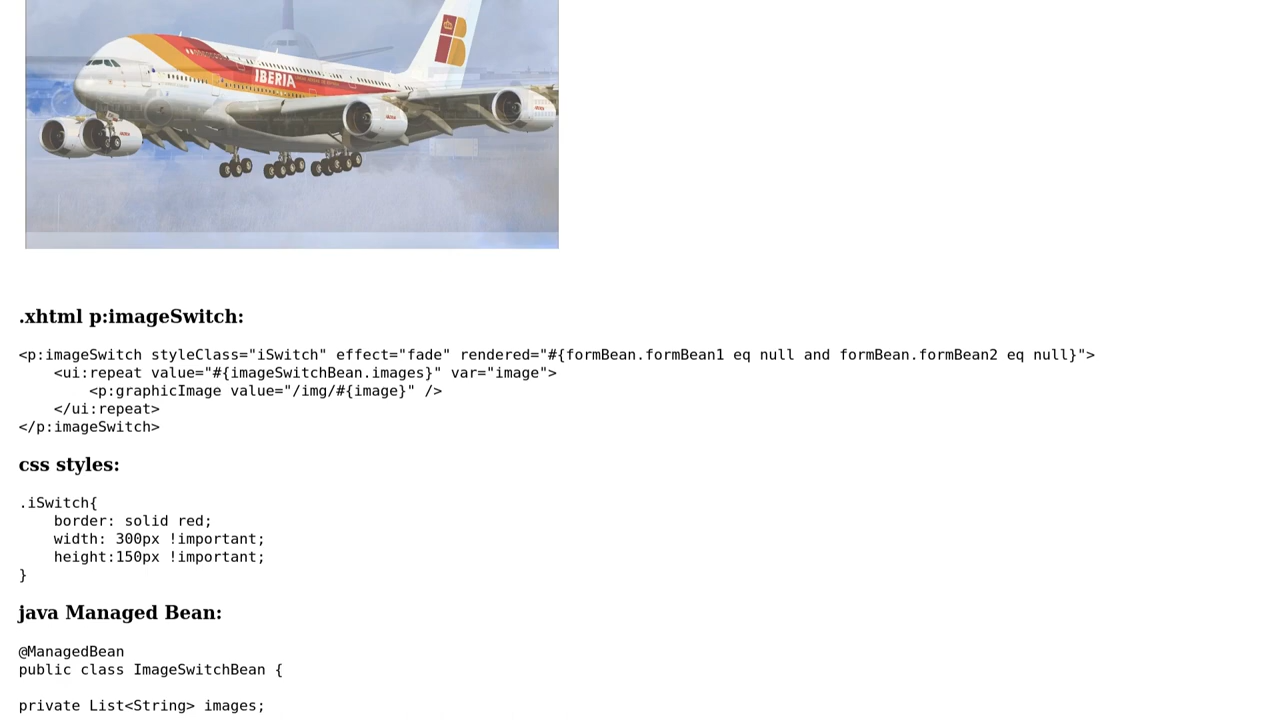 IBERIA
.xhtml p:imageSwitch:
<p:imageSwitch styleClass="iSwitch" effect="fade" rendered="#{formBean.formBean1 eq null and formBean.formBean2 eq null}">
    <ui:repeat value="#{imageSwitchBean.images}" var="image">
        <p:graphicImage value="/img/#{image}" />
    </ui:repeat>
</p:imageSwitch>
css styles:
.iSwitch{
    border: solid red;
    width: 300px !important;
    height:150px !important;
}
java Managed Bean:
@ManagedBean
public class ImageSwitchBean {
private List<String> images;